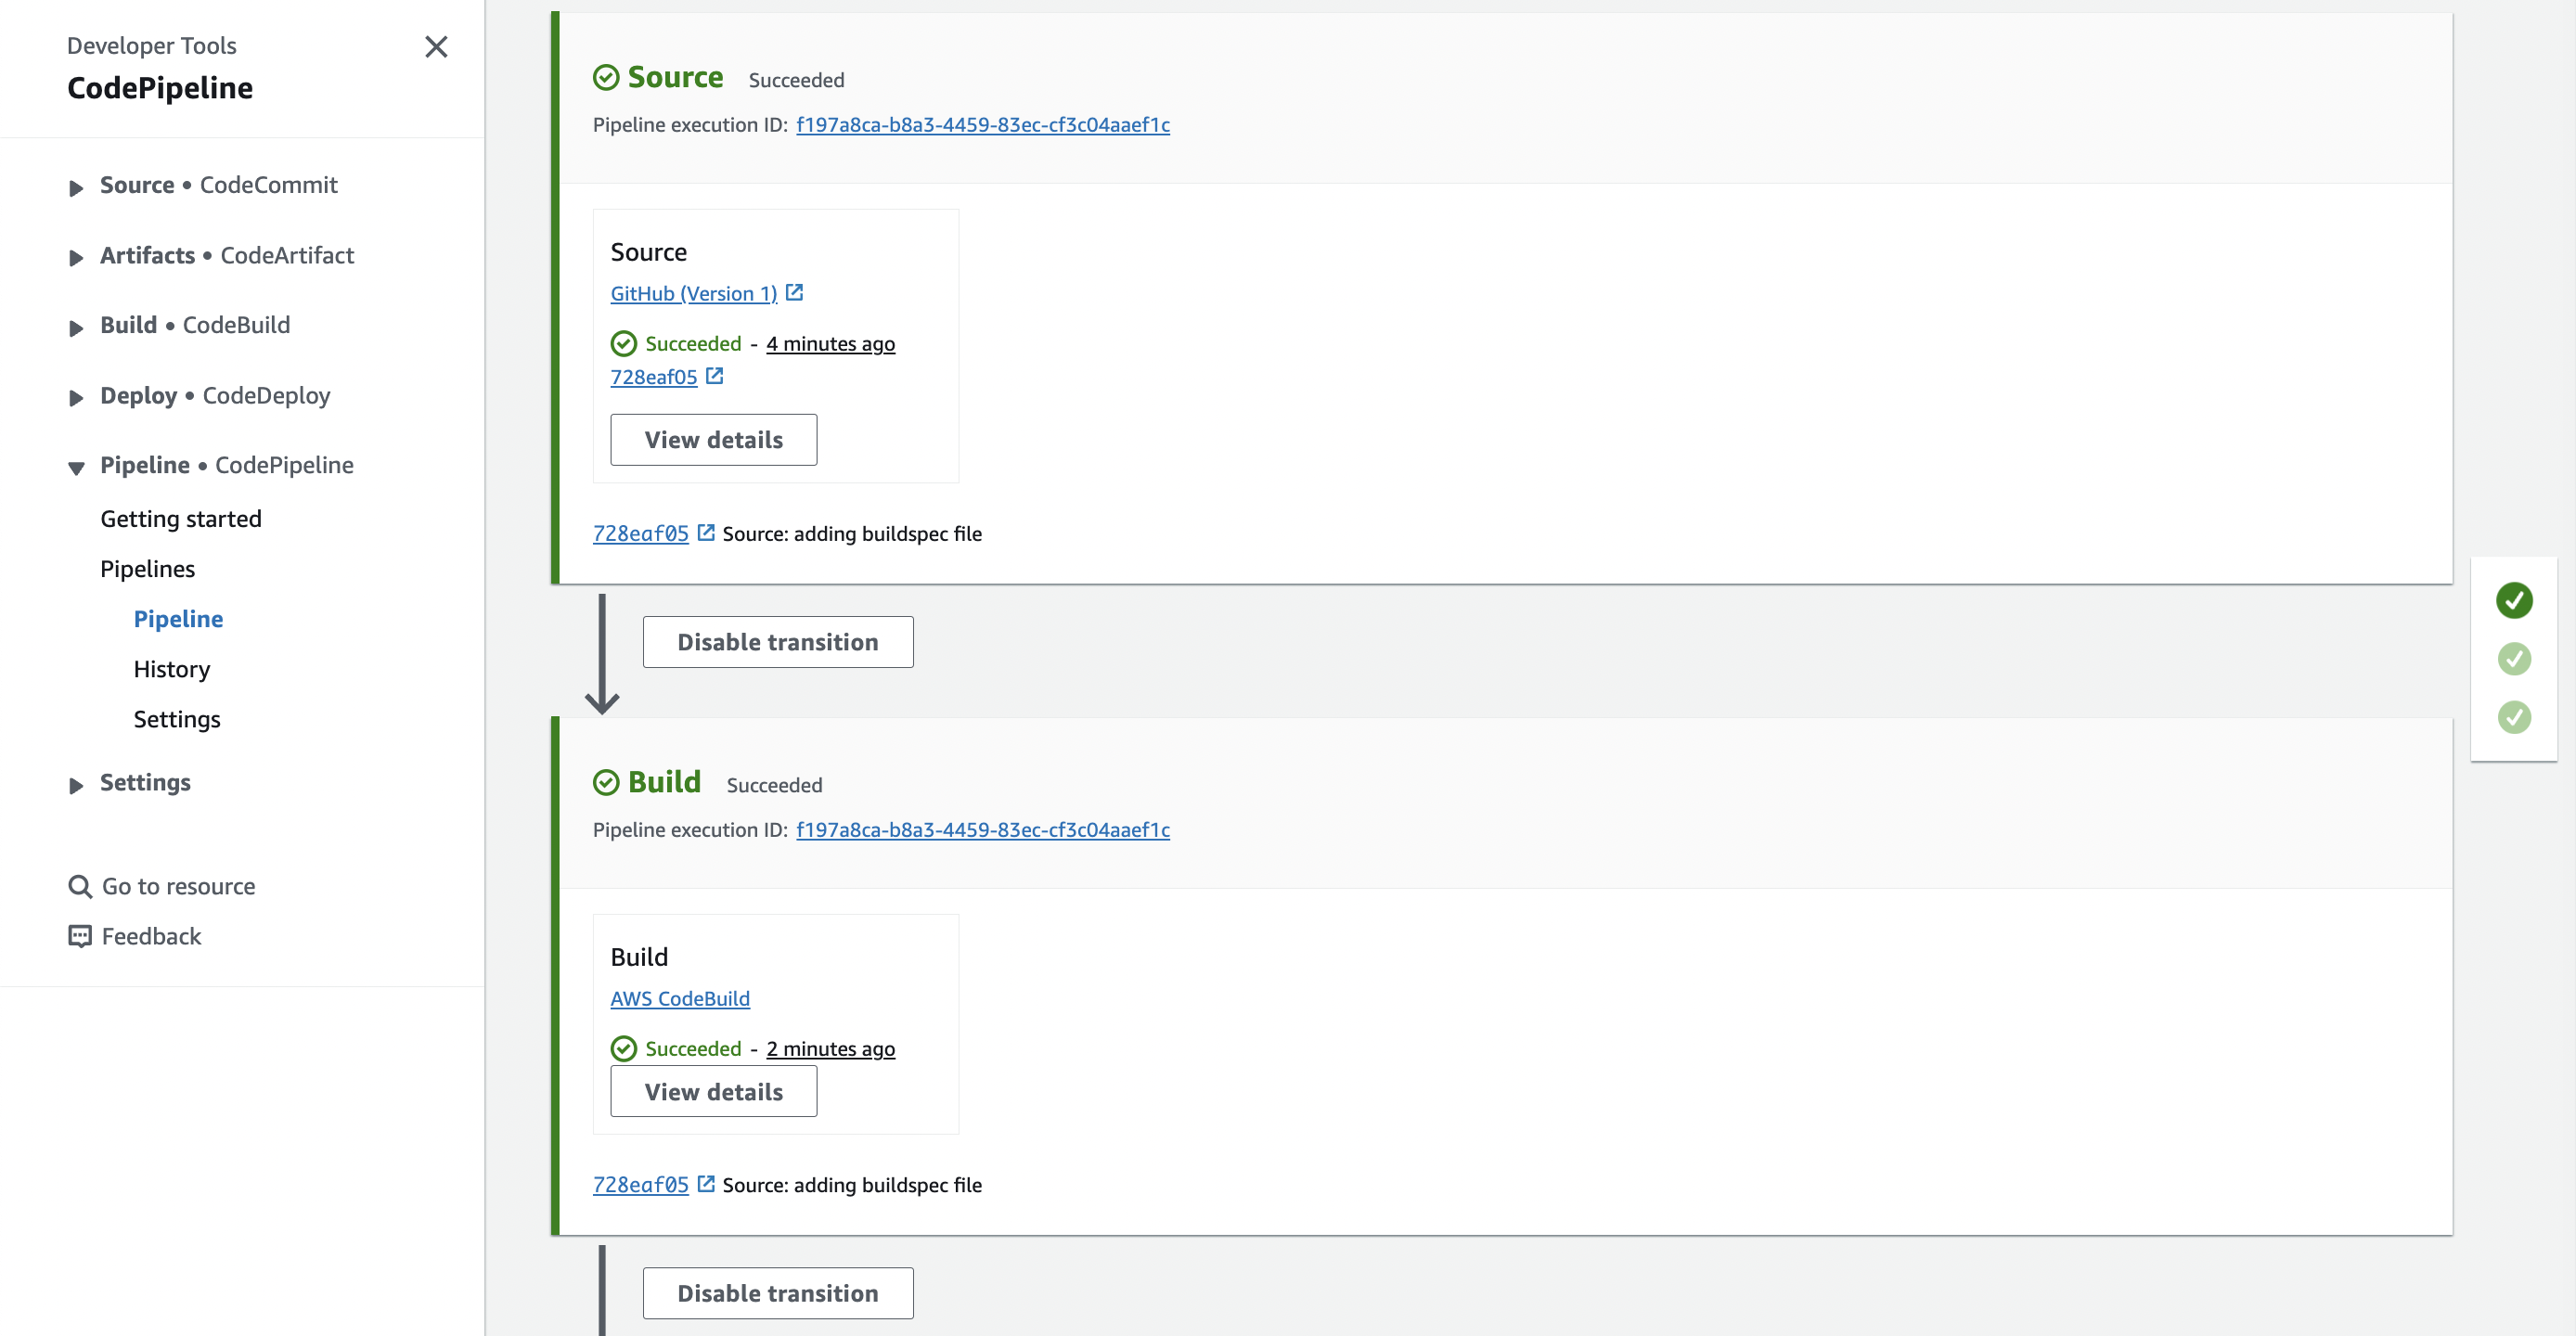 Developer Tools
CodePipeline
Source • CodeCommit
Artifacts • CodeArtifact
Build • CodeBuild
Deploy • CodeDeploy
Pipeline • CodePipeline
Getting started
Pipelines
Pipeline
History
Settings
Settings
Go to resource
Feedback
Source Succeeded
Pipeline execution ID: f197a8ca-b8a3-4459-83ec-cf3c04aaef1c
Source
GitHub (Version 1)
Succeeded - 4 minutes ago
728eaf05
View details
728eaf05 Source: adding buildspec file
Disable transition
Build Succeeded
Pipeline execution ID: f197a8ca-b8a3-4459-83ec-cf3c04aaef1c
Build
AWS CodeBuild
Succeeded - 2 minutes ago
View details
728eaf05 Source: adding buildspec file
Disable transition